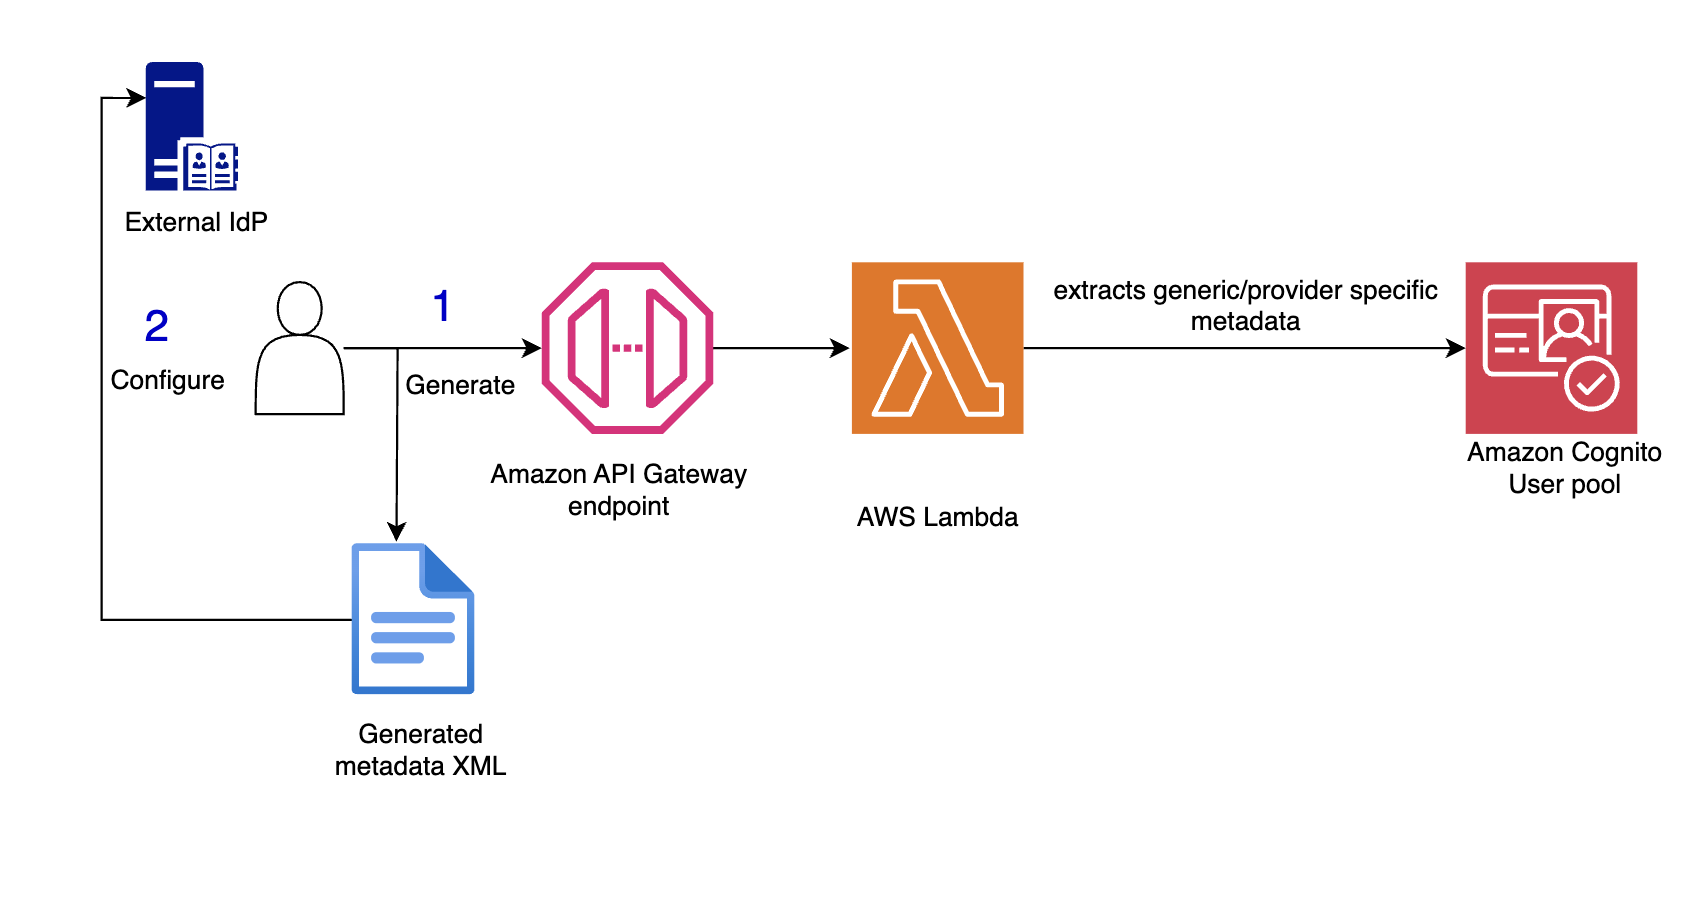 External IdP
1
2
extracts generic/provider specific
metadata
Configure
Generate
Amazon API Gateway
endpoint
AWS Lambda
Amazon Cognito
User pool
Generated
metadata XML